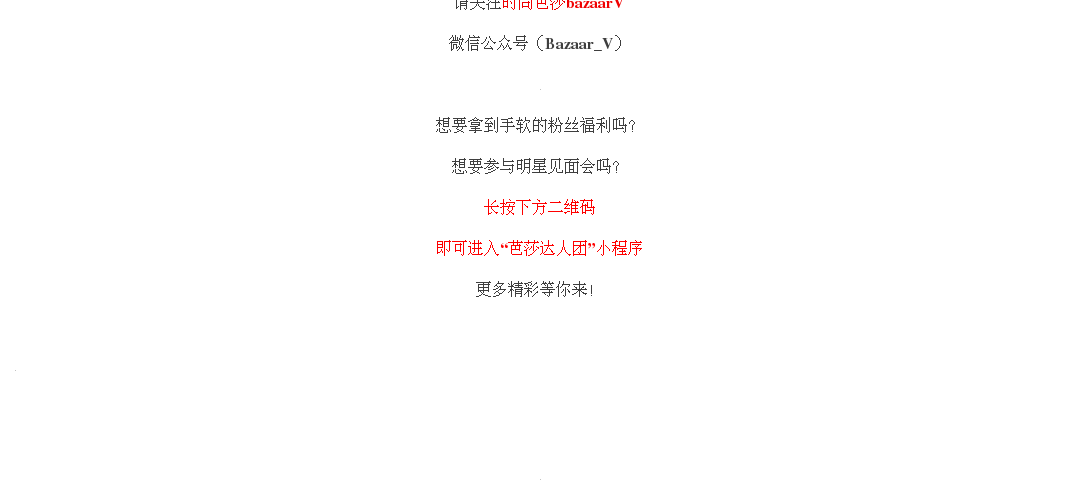 请关注时尚芭莎bazaarV
微信公众号（Bazaar_V）
想要拿到手软的粉丝福利吗？
想要参与明星见面会吗？
长按下方二维码
即可进入“芭莎达人团”小程序
更多精彩等你来！